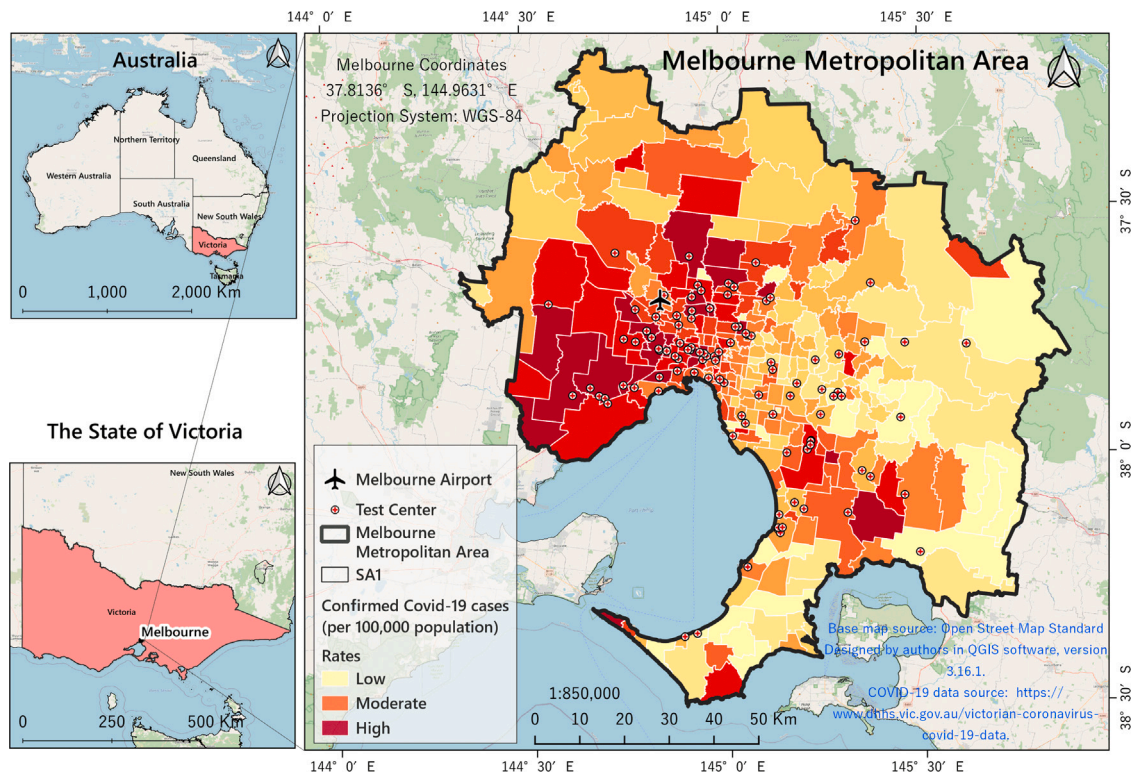 144° 0' E
144° 30' E
145° 0' E
145° 30' E
Australia
Northern Territory
Queensland
Western Australia
South Australia
New South Wales
Victoria
Tasmania
0 1,000 2,000 Km
The State of Victoria
New South Wales
Victoria
Melbourne
0 250 500 Km
Melbourne Coordinates
37.8136° S, 144.9631° E
Projection System: WGS-84
Melbourne Metropolitan Area
37° 30' S
38° 0' S
38° 30' S
Melbourne Airport
Test Center
Melbourne
Metropolitan Area
SA1
Confirmed Covid-19 cases
(per 100,000 population)
Rates
Low
Moderate
High
1:850,000
0 10 20 30 40 50 Km
Base map source: Open Street Map Standard
Designed by authors in QGIS software, version
3.16.1.
COVID-19 data source: https://
www.dhhs.vic.gov.au/victorian-coronavirus-
covid-19-data.
144° 0' E
144° 30' E
145° 0' E
145° 30' E